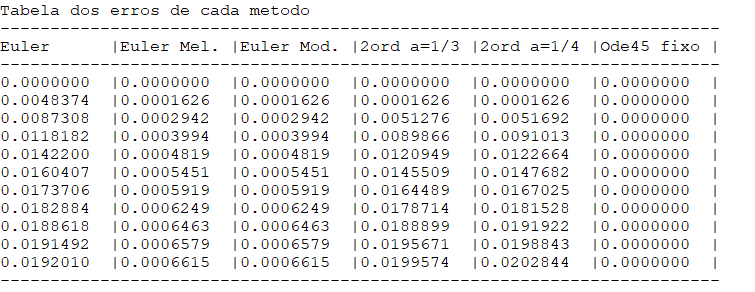 Tabela dos erros de cada metodo
------------------------------------------------------------
Euler |Euler Mel. |Euler Mod. |2ord a=1/3 |2ord a=1/4 |Ode45 fixo |
------------------------------------------------------------
0.0000000 |0.0000000 |0.0000000 |0.0000000 |0.0000000 |0.0000000 |
0.0048374 |0.0001626 |0.0001626 |0.0001626 |0.0001626 |0.0000000 |
0.0087308 |0.0002942 |0.0002942 |0.0051276 |0.0051692 |0.0000000 |
0.0118182 |0.0003994 |0.0003994 |0.0089866 |0.0091013 |0.0000000 |
0.0142200 |0.0004819 |0.0004819 |0.0120949 |0.0122664 |0.0000000 |
0.0160407 |0.0005451 |0.0005451 |0.0145509 |0.0147682 |0.0000000 |
0.0173706 |0.0005919 |0.0005919 |0.0164489 |0.0167025 |0.0000000 |
0.0182884 |0.0006249 |0.0006249 |0.0178714 |0.0181528 |0.0000000 |
0.0188618 |0.0006463 |0.0006463 |0.0188899 |0.0191922 |0.0000000 |
0.0191492 |0.0006579 |0.0006579 |0.0195671 |0.0198843 |0.0000000 |
0.0192010 |0.0006615 |0.0006615 |0.0199574 |0.0202844 |0.0000000 |
------------------------------------------------------------